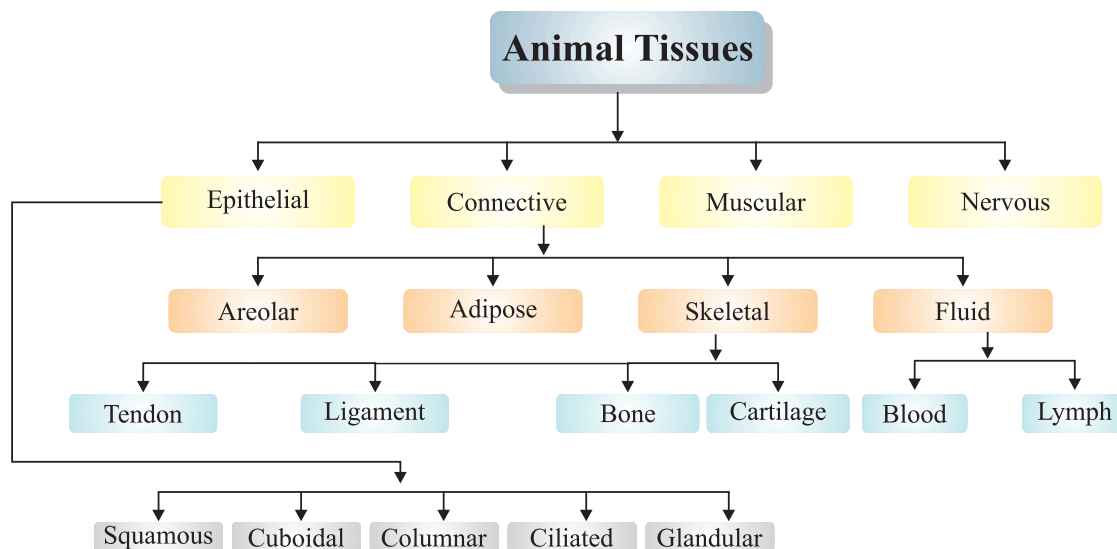 Animal Tissues
Epithelial
Connective
Muscular
Nervous
Areolar
Adipose
Skeletal
Fluid
Tendon
Ligament
Bone
Cartilage
Blood
Lymph
Squamous
Cuboidal
Columnar
Ciliated
Glandular